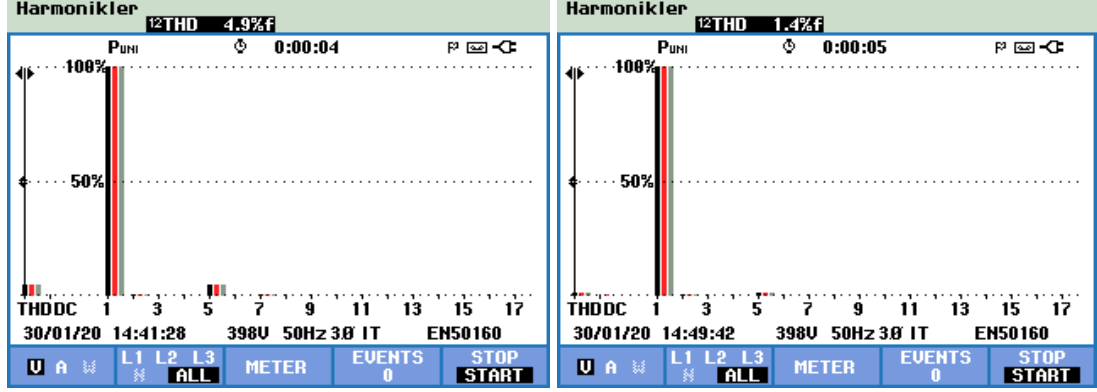 Harmonikler
12THD 4.9%f
PUNI 0:00:04
100%
50%
THD DC 1 3 5 7 9 11 13 15 17
30/01/20 14:41:28 398V 50Hz 3Ø IT EN50160
V A W L1 L2 L3 N ALL METER EVENTS 0 STOP START
Harmonikler
12THD 1.4%f
PUNI 0:00:05
100%
50%
THD DC 1 3 5 7 9 11 13 15 17
30/01/20 14:49:42 398V 50Hz 3Ø IT EN50160
V A W L1 L2 L3 N ALL METER EVENTS 0 STOP START